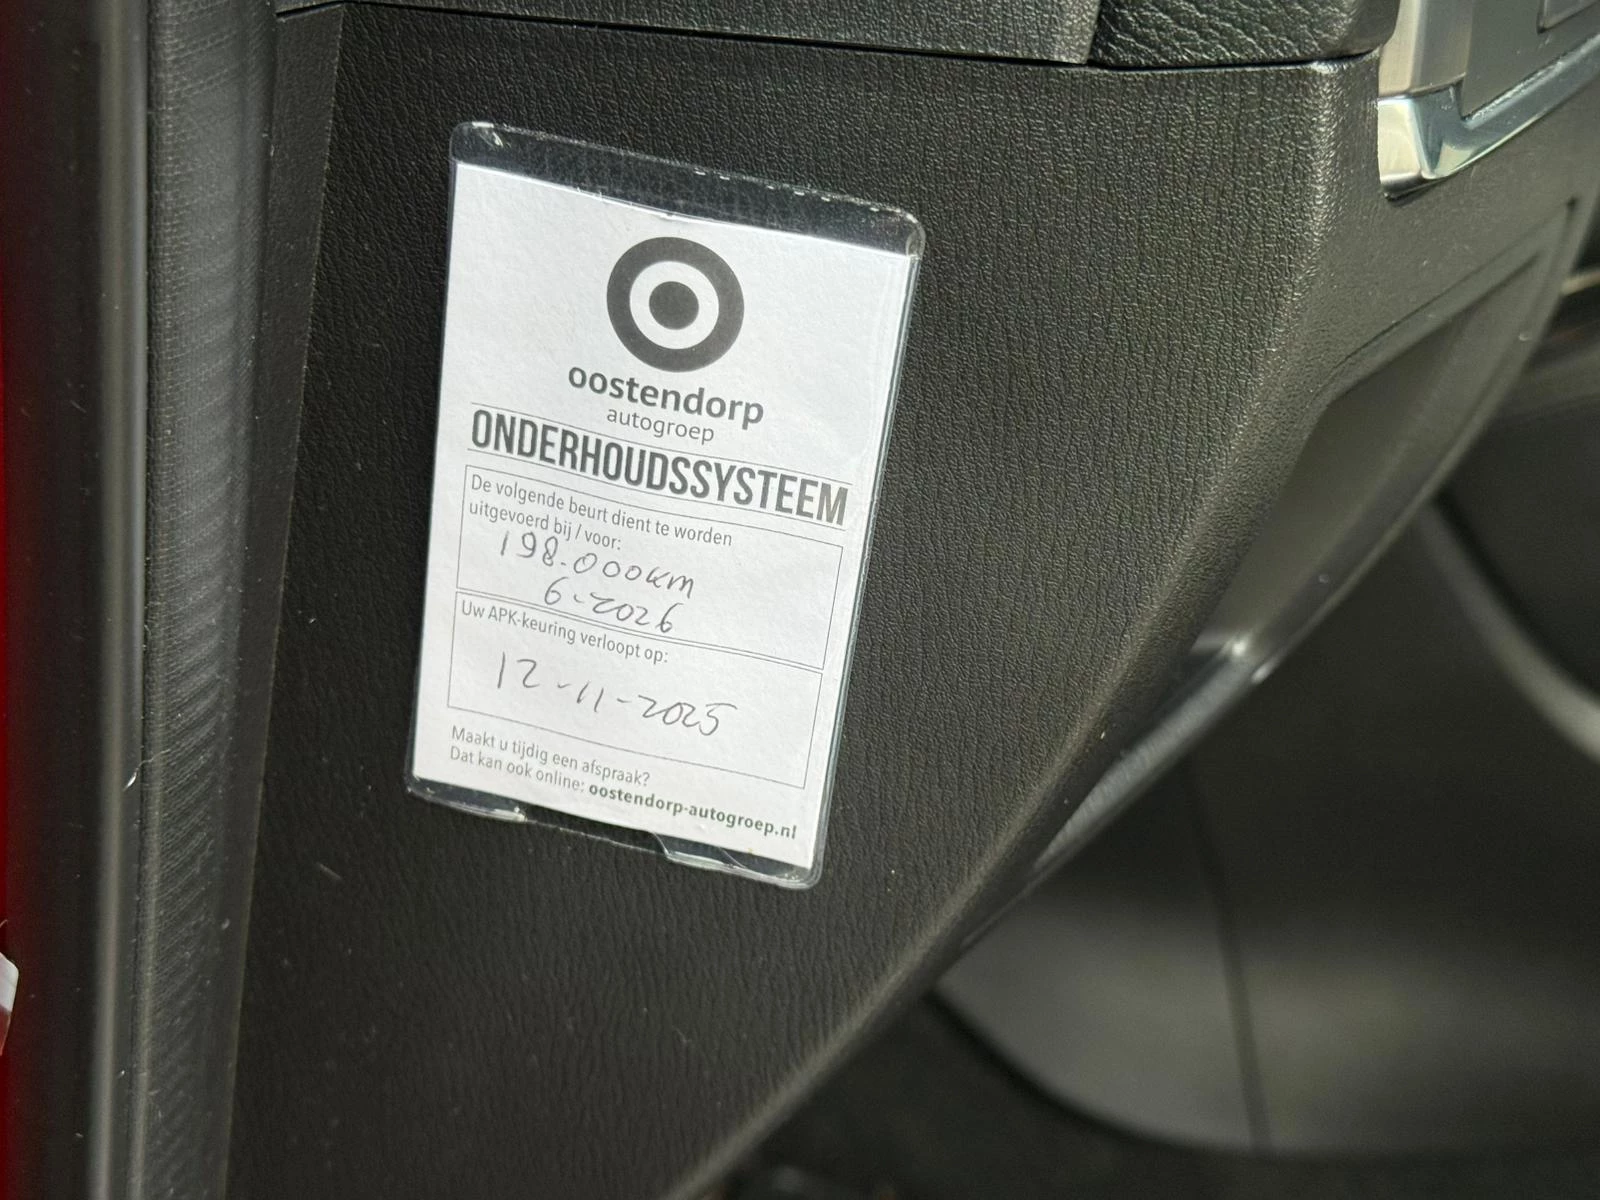 oostendorp
autogroep
ONDERHOUDSSYSTEEM
De volgende beurt dient te worden
uitgevoerd bij / voor:
198.000km
6-2026
Uw APK-keuring verloopt op:
12-11-2025
Maakt u tijdig een afspraak?
Dat kan ook online: oostendorp-autogroep.nl